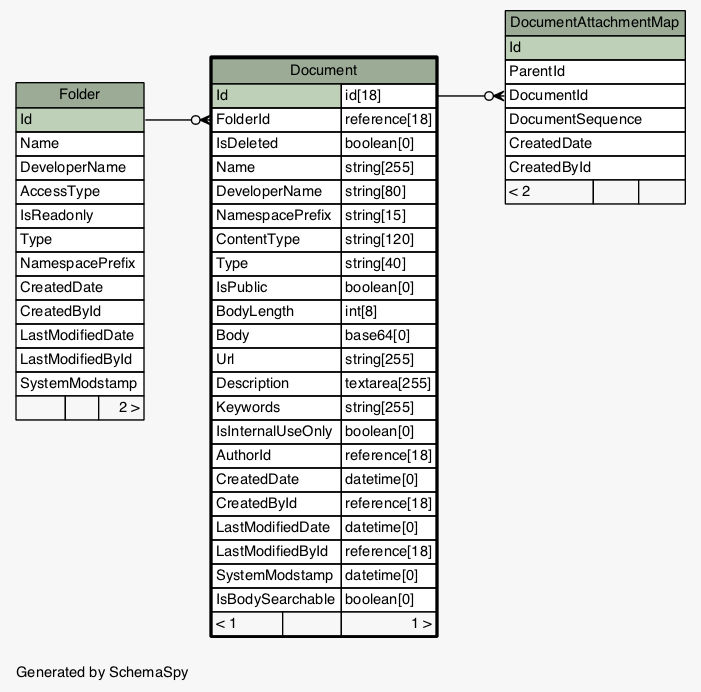 Folder
Id
Name
DeveloperName
AccessType
IsReadonly
Type
NamespacePrefix
CreatedDate
CreatedById
LastModifiedDate
LastModifiedById
SystemModstamp
2 >
Document
Id id[18]
FolderId reference[18]
IsDeleted boolean[0]
Name string[255]
DeveloperName string[80]
NamespacePrefix string[15]
ContentType string[120]
Type string[40]
IsPublic boolean[0]
BodyLength int[8]
Body base64[0]
Url string[255]
Description textarea[255]
Keywords string[255]
IsInternalUseOnly boolean[0]
AuthorId reference[18]
CreatedDate datetime[0]
CreatedById reference[18]
LastModifiedDate datetime[0]
LastModifiedById reference[18]
SystemModstamp datetime[0]
IsBodySearchable boolean[0]
< 1 1 >
DocumentAttachmentMap
Id
ParentId
DocumentId
DocumentSequence
CreatedDate
CreatedById
< 2
Generated by SchemaSpy